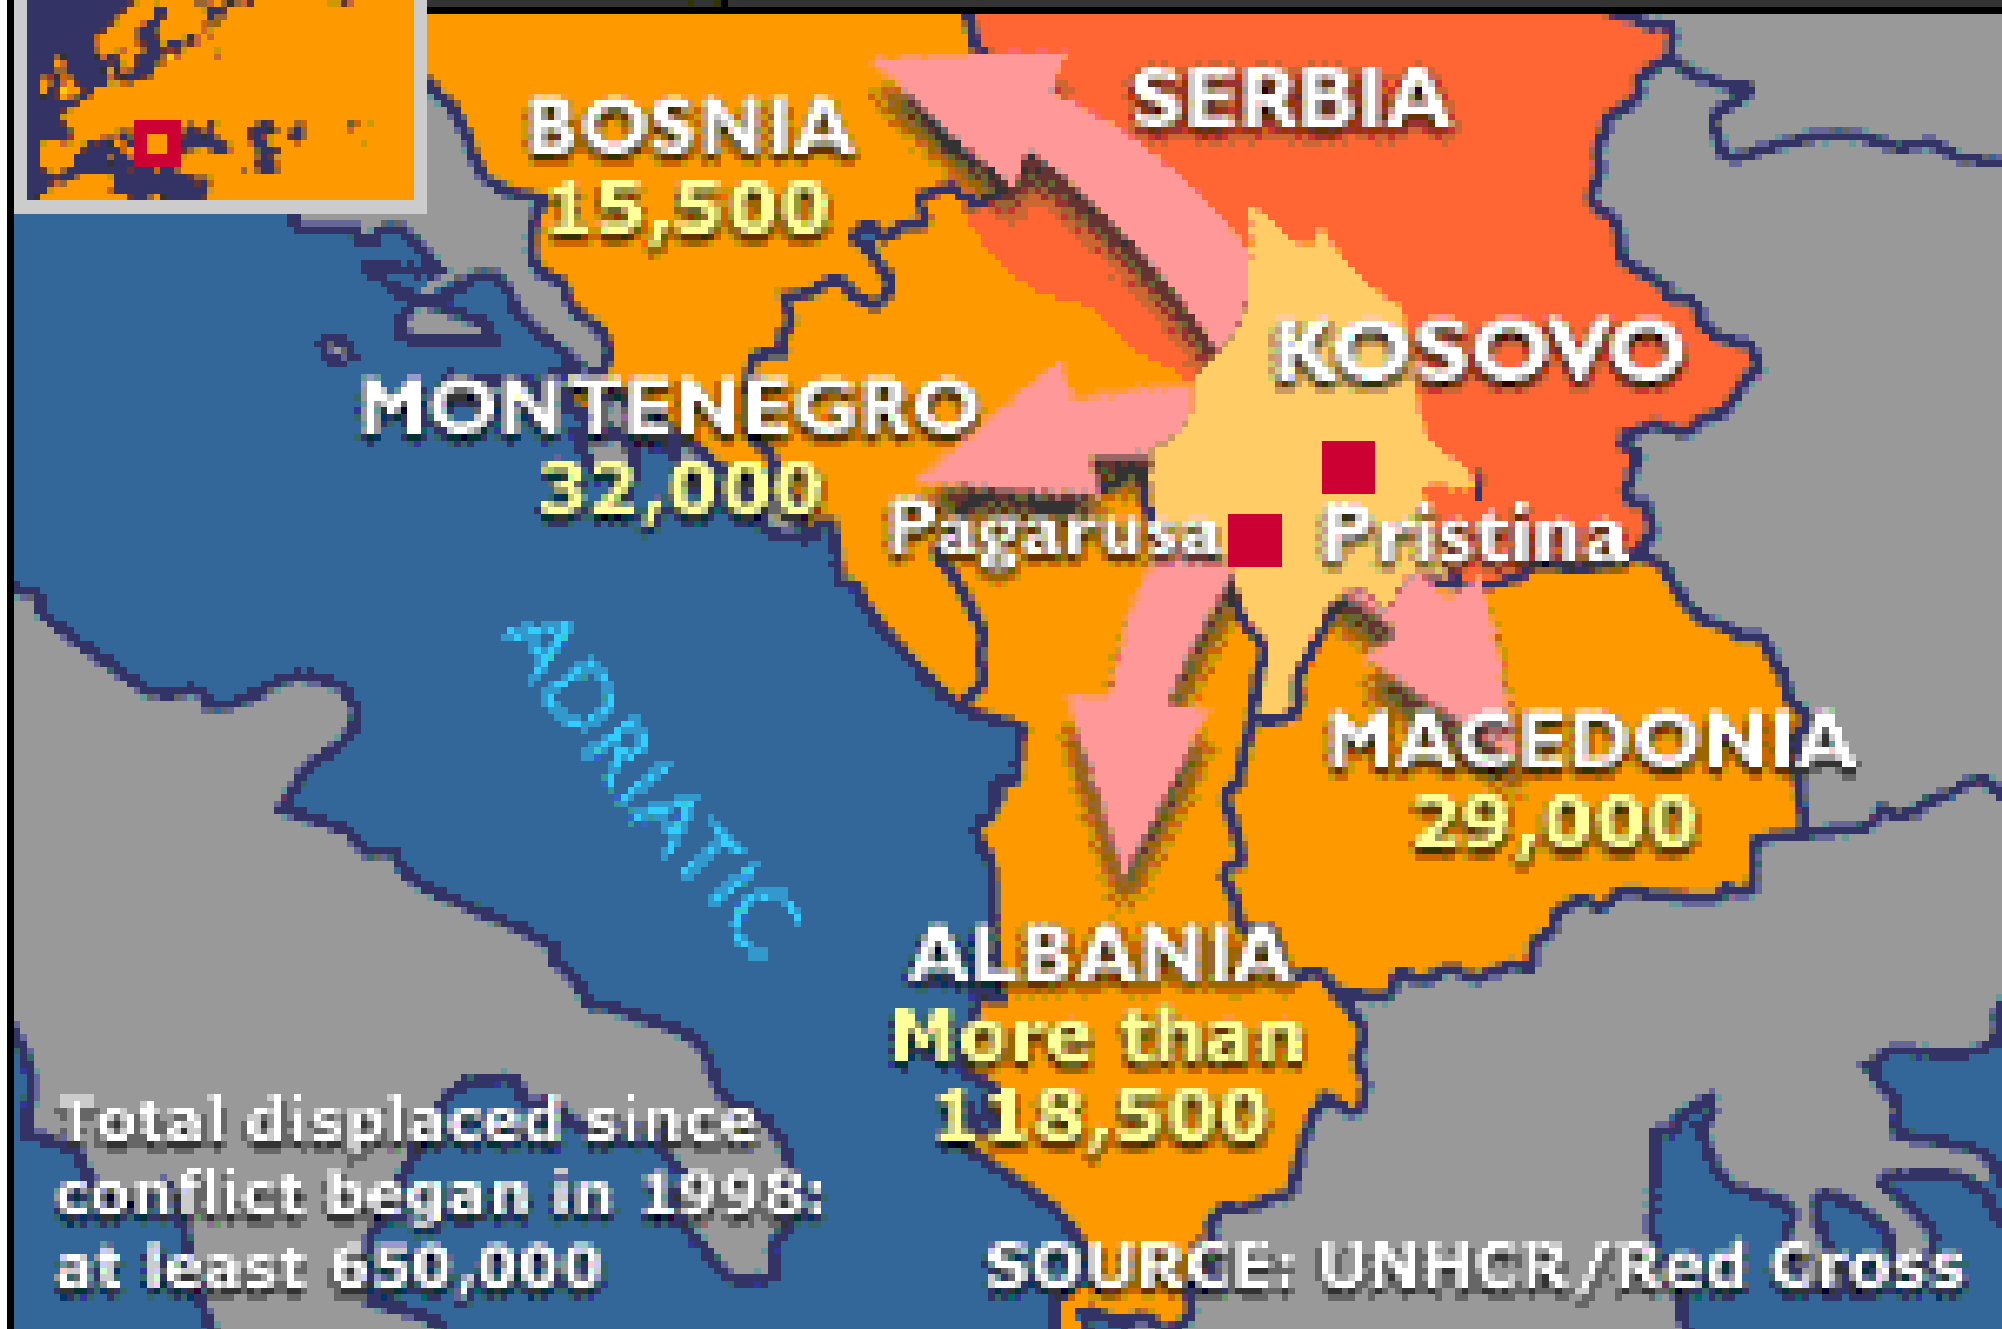 SERBIA
BOSNIA
15,500
KOSOVO
MONTENEGRO
32,000
Pagarusa
Pristina
ADRIATIC
MACEDONIA
29,000
ALBANIA
More than
118,500
Total displaced since
conflict began in 1998:
at least 650,000
SOURCE: UNHCR/Red Cross